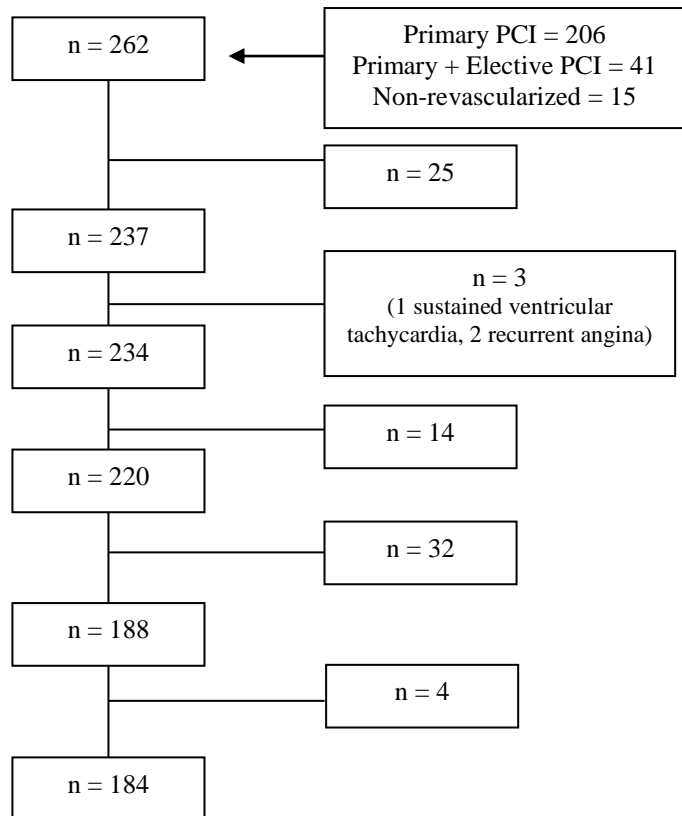 n = 262
Primary PCI = 206
Primary + Elective PCI = 41
Non-revascularized = 15
n = 25
n = 237
n = 3
(1 sustained ventricular
tachycardia, 2 recurrent angina)
n = 234
n = 14
n = 220
n = 32
n = 188
n = 4
n = 184